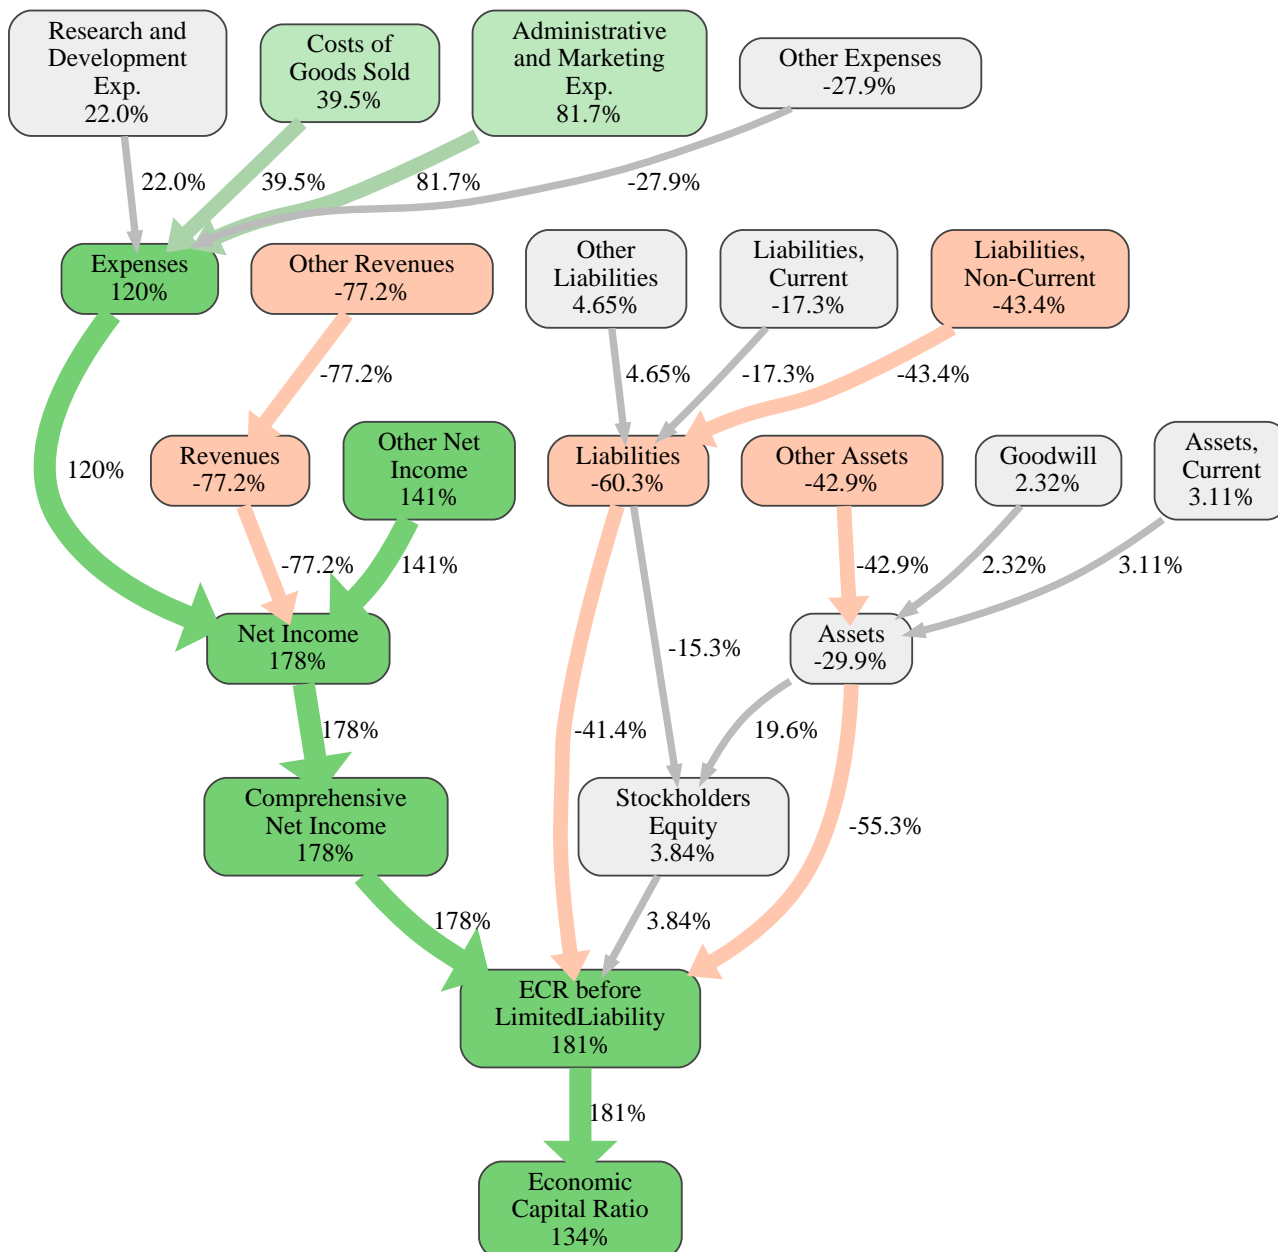 Research and
Development
Exp.
22.0%
Costs of
Goods Sold
39.5%
Administrative
and Marketing
Exp.
81.7%
Other Expenses
-27.9%
22.0%
39.5%
81.7%
-27.9%
Expenses
120%
Other Revenues
-77.2%
Other
Liabilities
4.65%
Liabilities,
Current
-17.3%
Liabilities,
Non-Current
-43.4%
-77.2%
4.65%
-17.3%
-43.4%
120%
Revenues
-77.2%
Other Net
Income
141%
Liabilities
-60.3%
Other Assets
-42.9%
Goodwill
2.32%
Assets,
Current
3.11%
-77.2%
141%
-42.9%
2.32%
3.11%
Net Income
178%
-15.3%
Assets
-29.9%
178%
-41.4%
19.6%
Comprehensive
Net Income
178%
Stockholders
Equity
3.84%
-55.3%
178%
3.84%
ECR before
LimitedLiability
181%
181%
Economic
Capital Ratio
134%